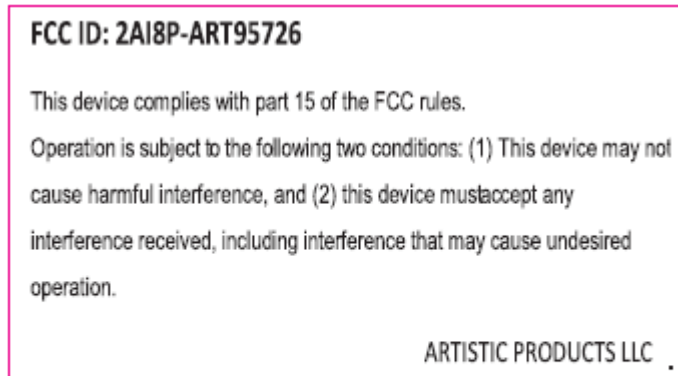 FCC ID: 2AI8P-ART95726
This device complies with part 15 of the FCC rules.
Operation is subject to the following two conditions: (1) This device may not
cause harmful interference, and (2) this device mustaccept any
interference received, including interference that may cause undesired
operation.
ARTISTIC PRODUCTS LLC .